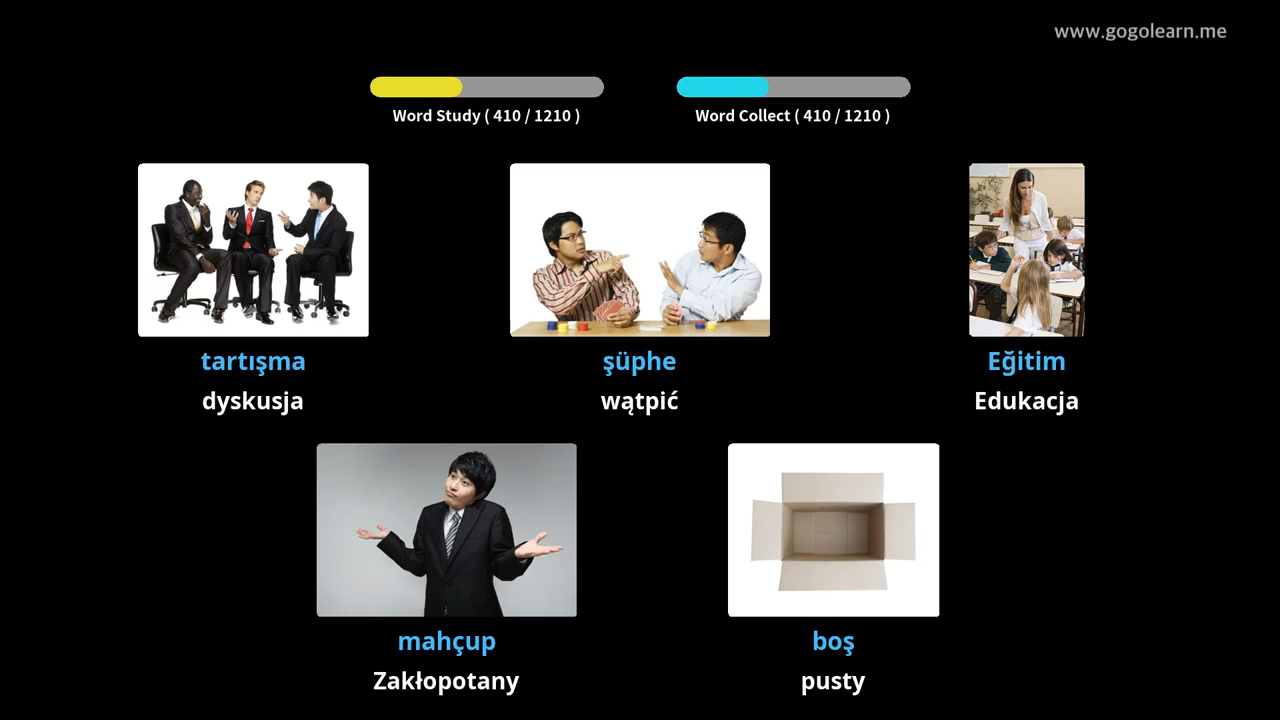 www.gogolearn.me
Word Study ( 410 / 1210 )
Word Collect ( 410 / 1210 )
tartışma
dyskusja
şüphe
wątpić
Eğitim
Edukacja
mahçup
Zakłopotany
boş
pusty